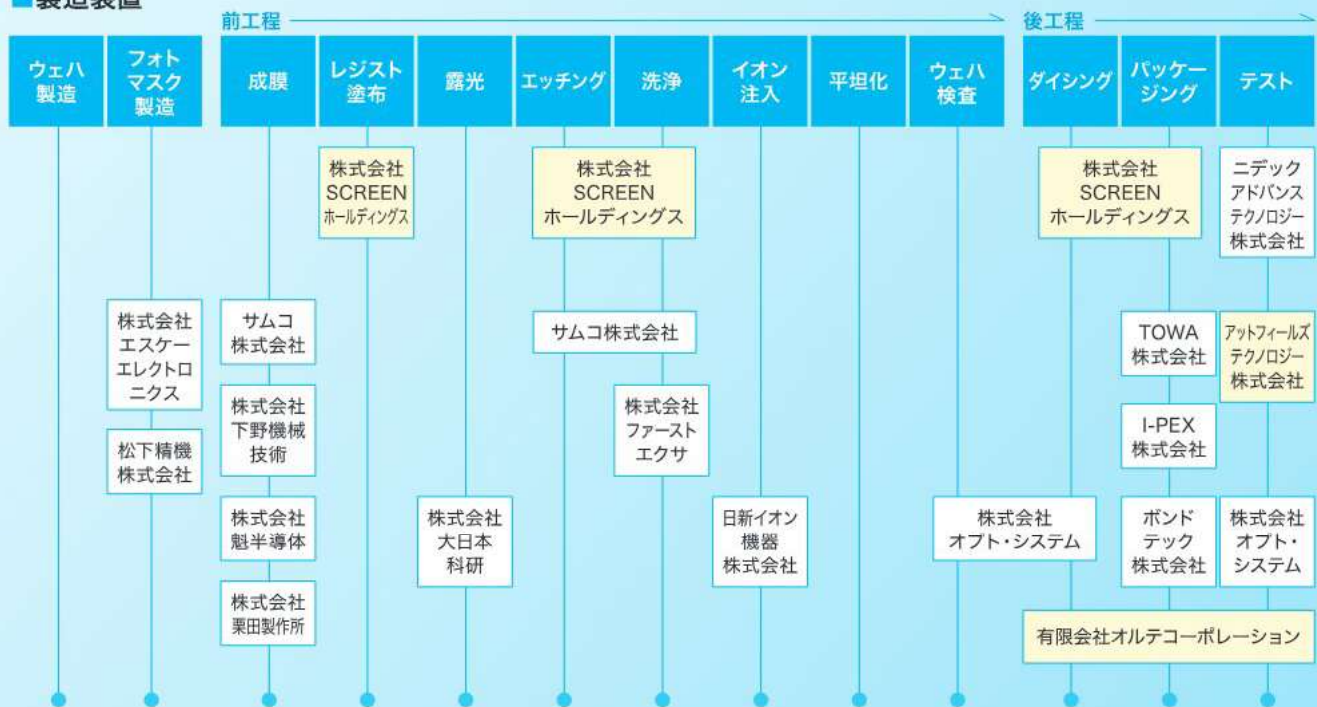 ■製造装置
前工程
後工程
ウェハ
製造
フォト
マスク
製造
成膜
レジスト
塗布
露光
エッチング
洗浄
イオン
注入
平坦化
ウェハ
検査
ダイシング
パッケー
ジング
テスト
株式会社
SCREEN
ホールディングス
株式会社
SCREEN
ホールディングス
株式会社
SCREEN
ホールディングス
ニデック
アドバンス
テクノロジー
株式会社
株式会社
エスケー
エレクトロ
ニクス
サムコ
株式会社
サムコ株式会社
TOWA
株式会社
アットフィールズ
テクノロジー
株式会社
株式会社
下野機械
技術
株式会社
ファースト
エクサ
I-PEX
株式会社
松下精機
株式会社
株式会社
魁半導体
株式会社
大日本
科研
日新イオン
機器
株式会社
株式会社
オプト・システム
ボンド
テック
株式会社
株式会社
オプト・
システム
株式会社
栗田製作所
有限会社オルテコーポレーション